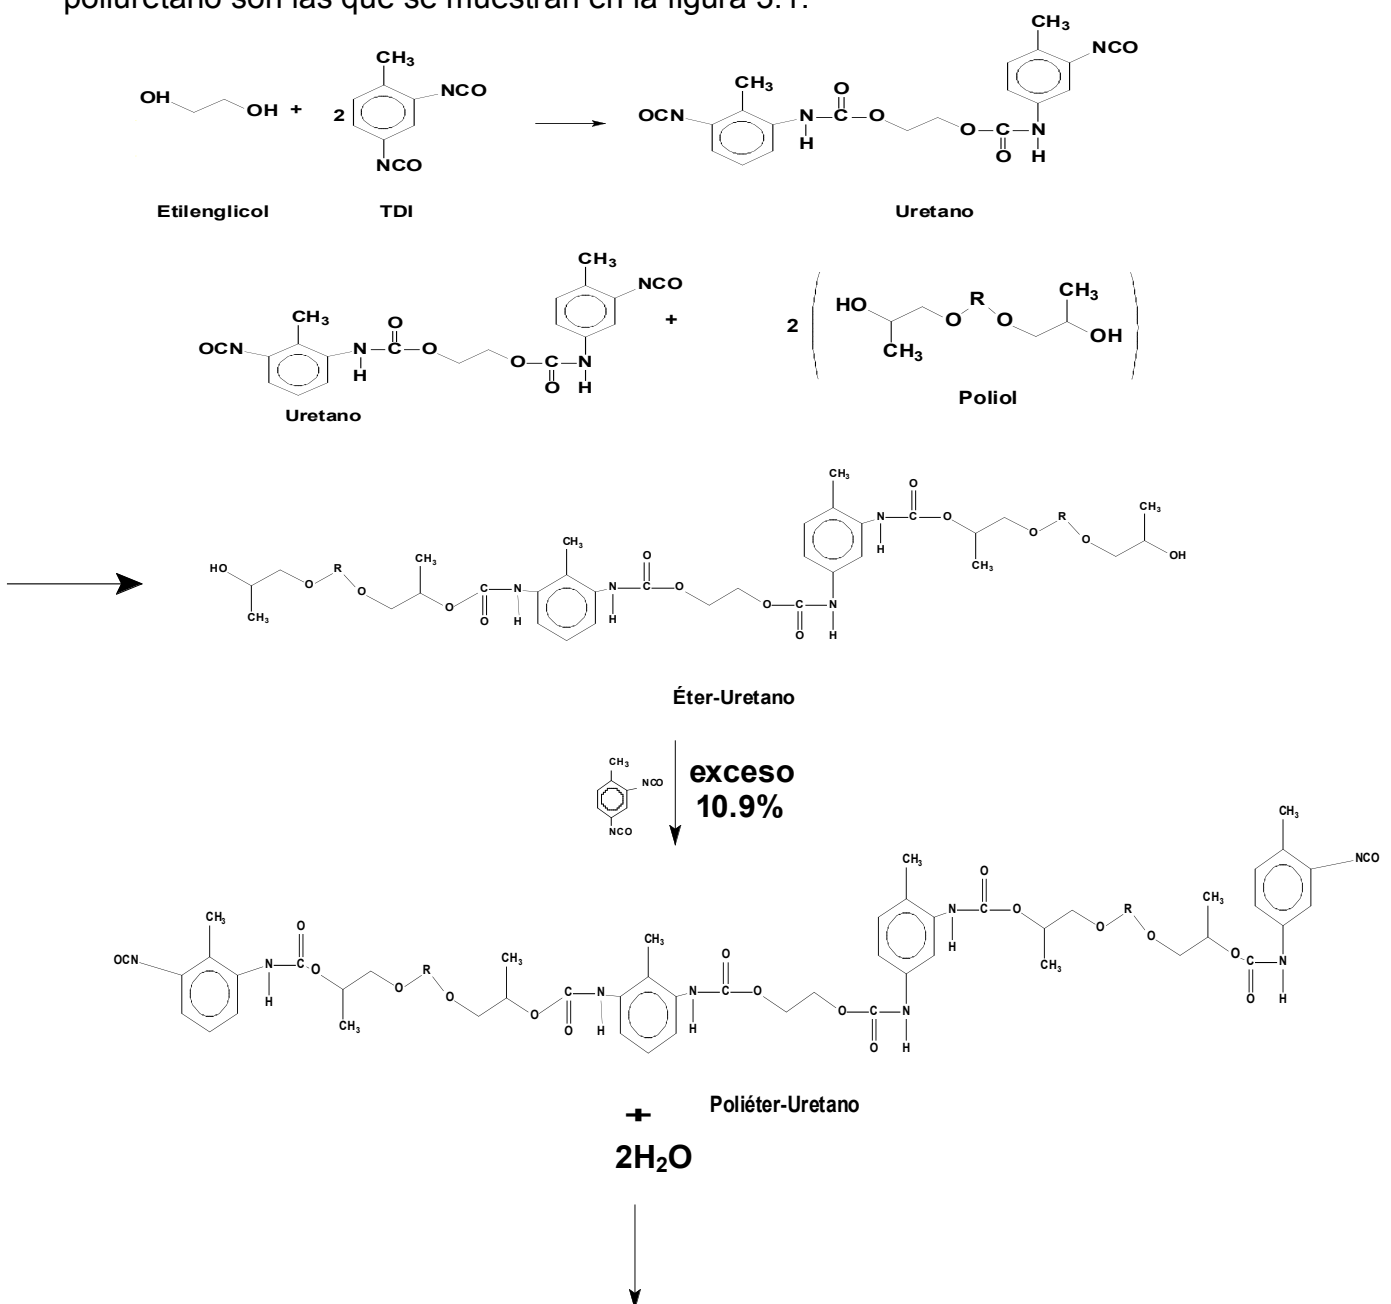 poliuretano son las que se muestran en la figura 3.1.
OH OH + 2 CH3 NCO NCO
OCN CH3 N H C O O O C O N H CH3 NCO
Etilenglicol TDI Uretano
OCN CH3 N H C O O O C O N H CH3 NCO + 2 HO CH3 O R O CH3 OH
Uretano Poliol
HO CH3 O R O CH3 O C O N H CH3 N H C O O O C O N H CH3 N H C O O CH3 O R O CH3 OH
Éter-Uretano
CH3 NCO NCO
exceso
10.9%
OCN CH3 N H C O O CH3 O R O CH3 O C O N H CH3 N H C O O O C O N H CH3 N H C O O CH3 O R O CH3 O C O N H CH3 NCO
Poliéter-Uretano
+
2H2O